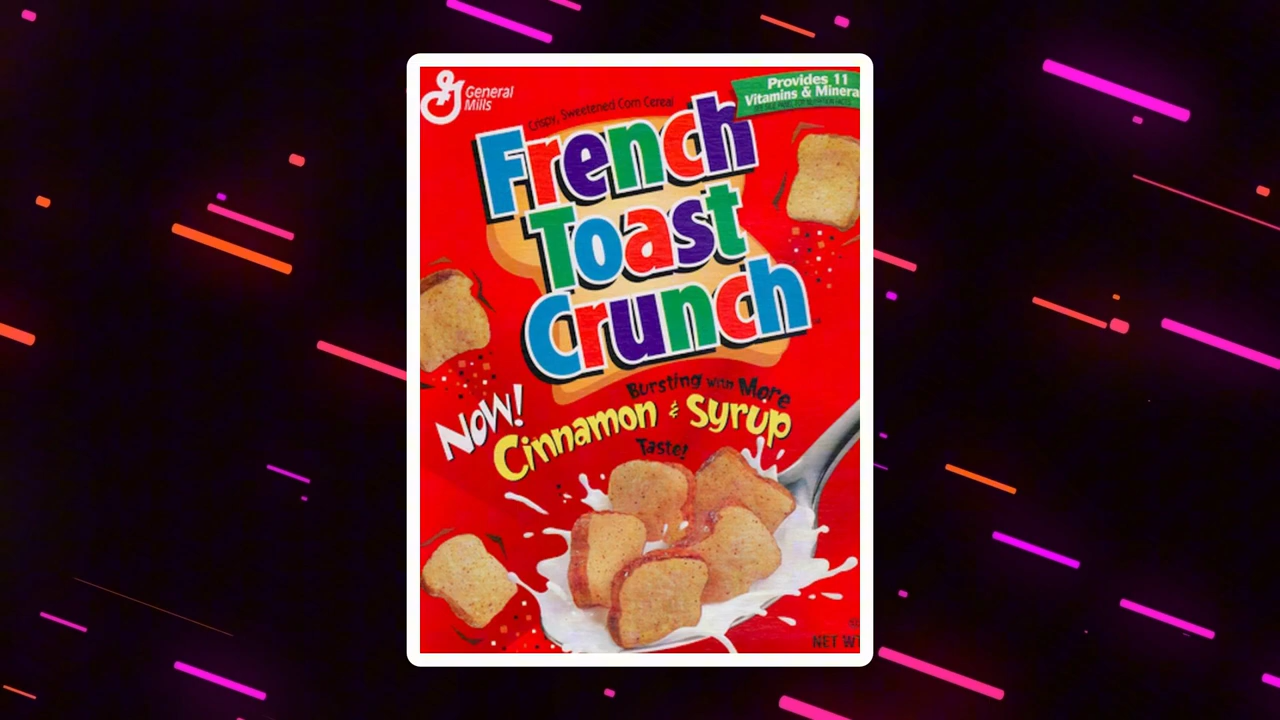 General
Mills
Provides 11
Vitamins & Minera
Crispy, Sweetened Corn Cereal
French
Toast
Crunch
Bursting with More
NOW!
Cinnamon & Syrup
Taste!
NET WT